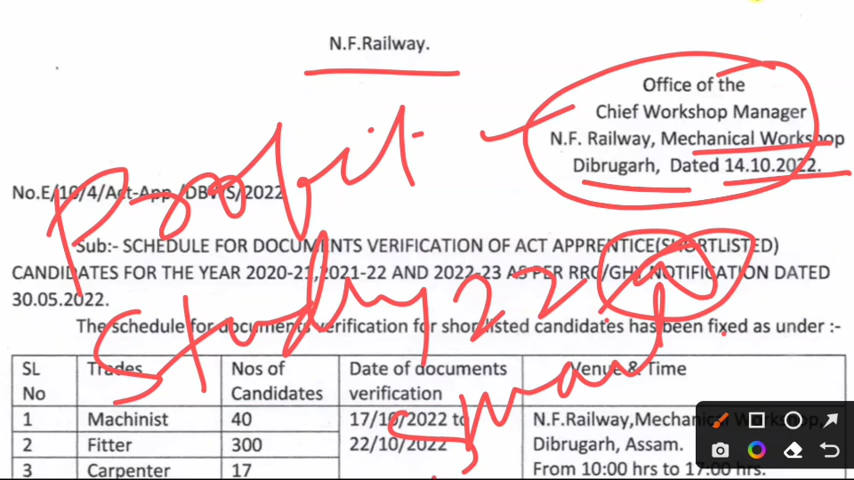 N.F.Railway.
Office of the
Chief Workshop Manager
N.F. Railway, Mechanical Workshop
Dibrugarh, Dated 14.10.2022.
No.E/10/4/Act-App /DBWS/2022
Sub:- SCHEDULE FOR DOCUMENTS VERIFICATION OF ACT APPRENTICE(SHORTLISTED)
CANDIDATES FOR THE YEAR 2020-21,2021-22 AND 2022-23 AS PER RRC/GHY NOTIFICATION DATED
30.05.2022.
The schedule for documents verification for shortlisted candidates has been fixed as under :-
SL No Trades Nos of Candidates Date of documents verification Venue & Time
1 Machinist 40 17/10/2022 to N.F.Railway,Mechanical Workshop,
2 Fitter 300 22/10/2022 Dibrugarh, Assam.
3 Carpenter 17 From 10:00 hrs to 17:00 hrs.
Study 22
Smart